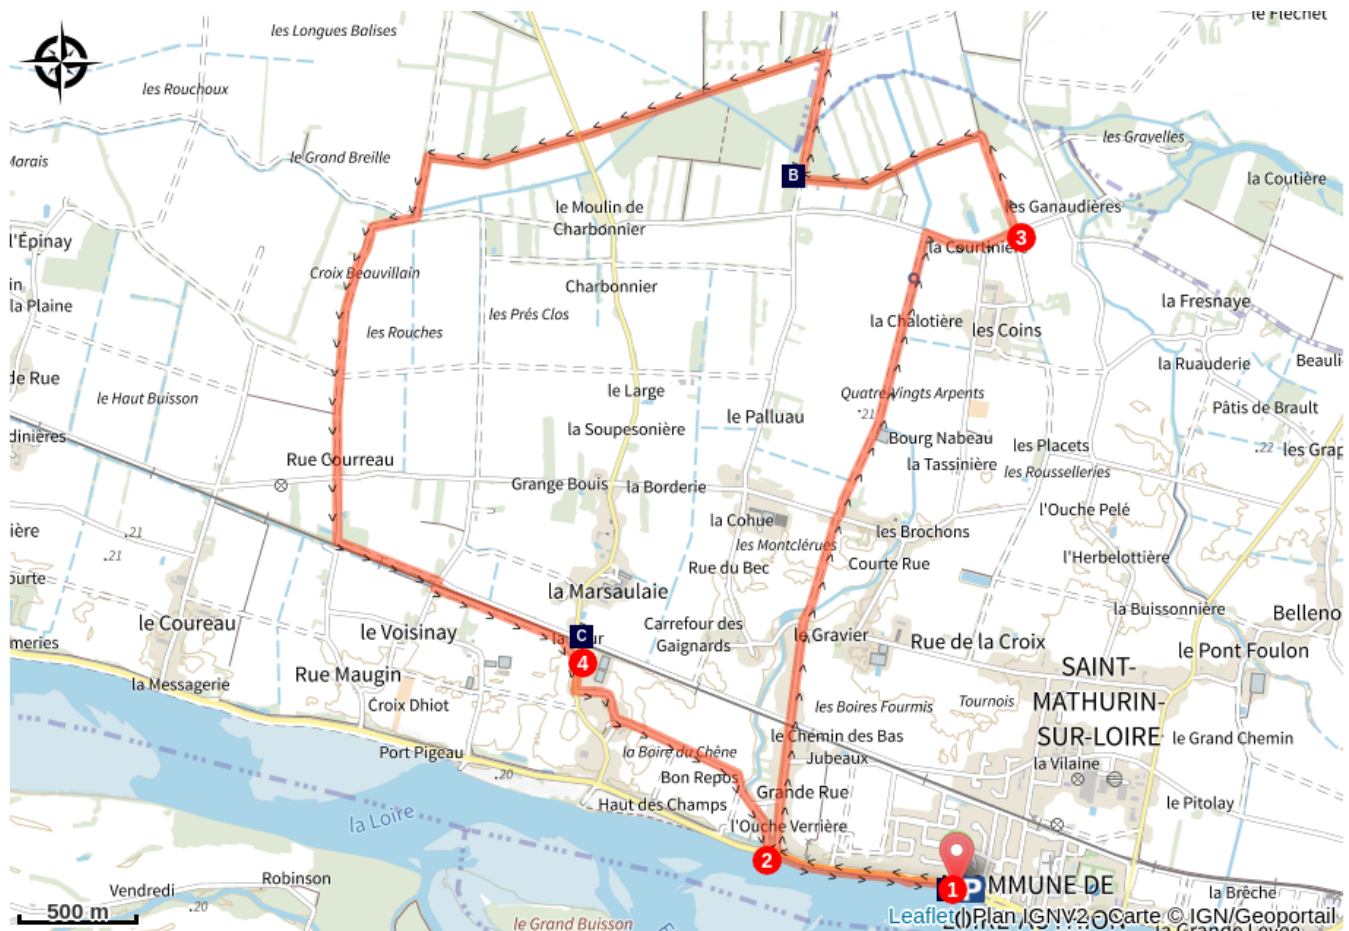 le Fléchet
les Longues Balises
les Rouchoux
les Gravelles
Marais
le Grand Breille
la Coutière
B
le Moulin de
Charbonnier
les Ganaudières
l'Épinay
3
la Courtinière
Croix Beauvillain
Charbonnier
la Plaine
la Fresnaye
les Prés Clos
la Chalotière
les Coins
les Rouches
la Ruauderie
Beauli
de Rue
le Large
Quatre Vingts Arpents
le Haut Buisson
.21
le Palluau
Pâtis de Brault
la Soupesonière
dinières
Bourg Nabeau
les Placets
.22
les Grap
Rue Courreau
la Tassinière
les Rousselleries
Grange Bouis
la Borderie
l'Ouche Pelé
la Cohue
ière
.21
les Brochons
les Montclérues
.21
l'Herbelottière
Rue du Bec
Courte Rue
ourte
la Marsaulaie
la Buissonnière
Belleno
le Coureau
Carrefour des
Gaignards
le Voisinay
C
le Gravier
Rue de la Croix
meries
4
le Pont Foulon
Rue Maugin
SAINT-
MATHURIN-
SUR-LOIRE
la Messagerie
Croix Dhiot
les Boires Fourmis
Tournois
le Chemin des Bas
Jubeaux
le Grand Chemin
Port Pigeau
la Boire du Chêne
la Vilaine
.20
Bon Repos
Grande Rue
le Pitolay
Haut des Champs
la Loire
l'Ouche Verrière
2
Robinson
Vendredi
.20
1
P
la Brèche
500 m
le Grand Buisson
Leaflet | Plan IGNV2 - Carte © IGN/Geoportail
la Grande Levée